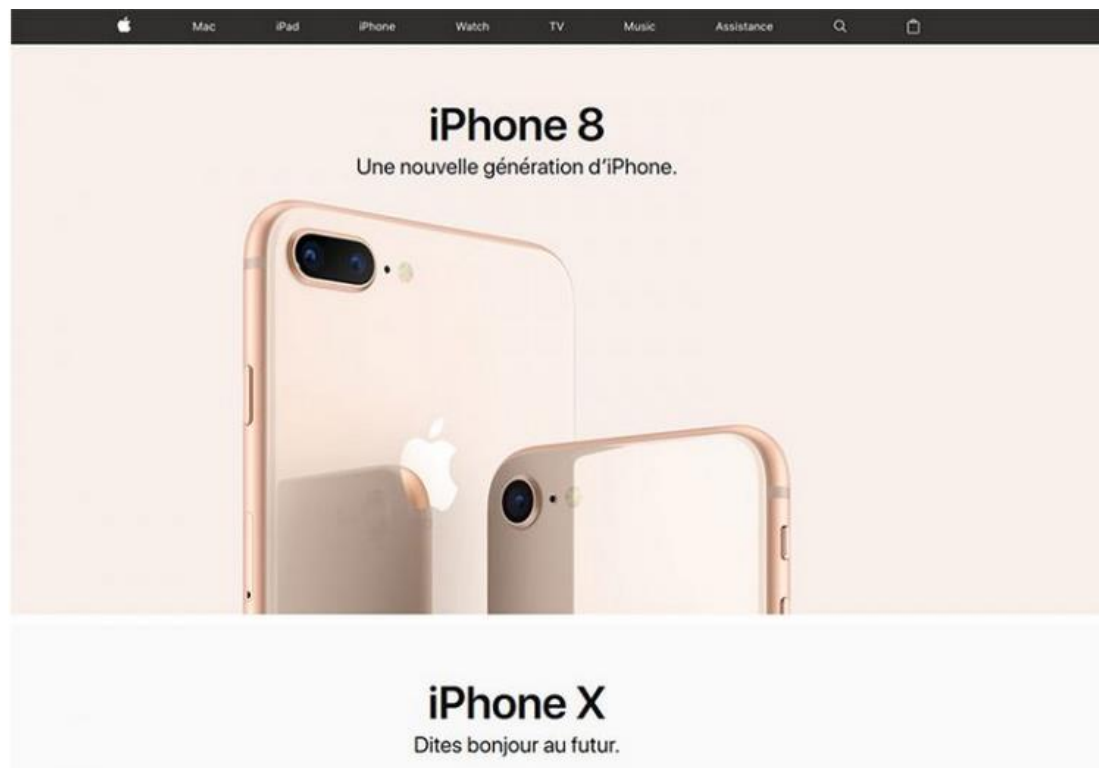 Mac iPad iPhone Watch TV Music Assistance
iPhone 8
Une nouvelle génération d’iPhone.
iPhone X
Dites bonjour au futur.